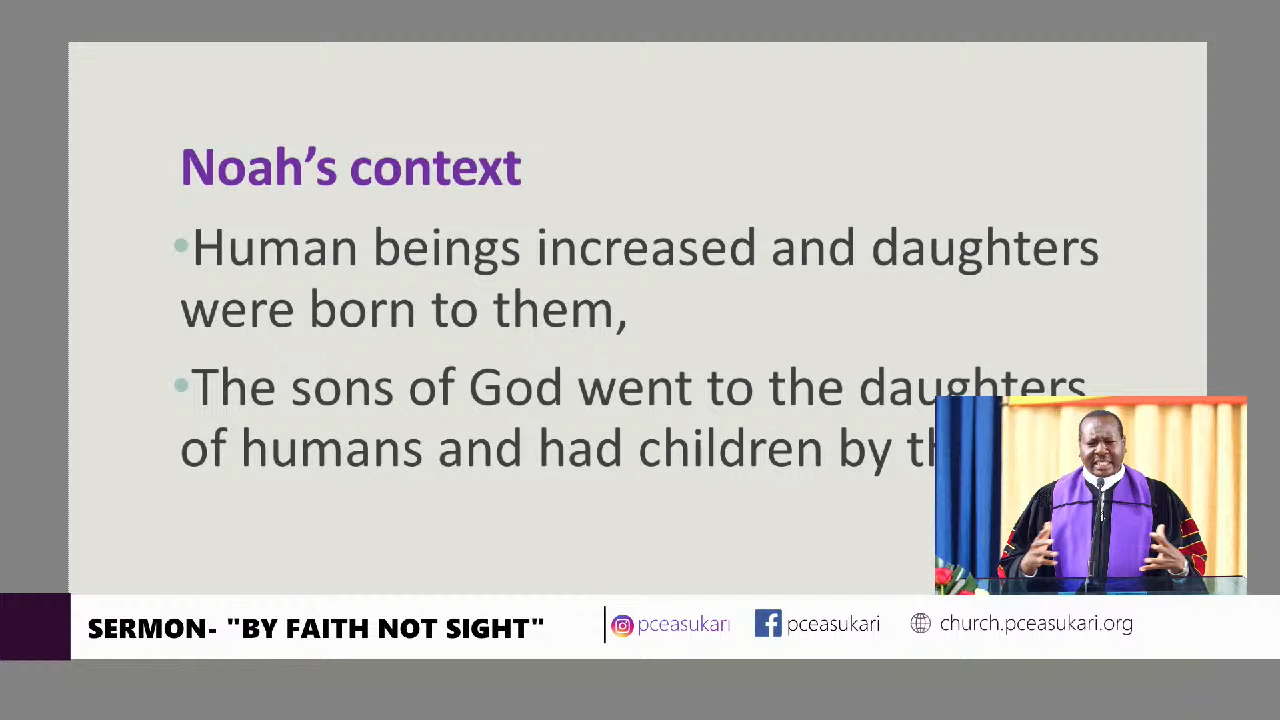 Noah's context
•Human beings increased and daughters
were born to them,
•The sons of God went to the daughters
of humans and had children by
SERMON- "BY FAITH NOT SIGHT"
pceasukari
pceasukari
church.pceasukari.org